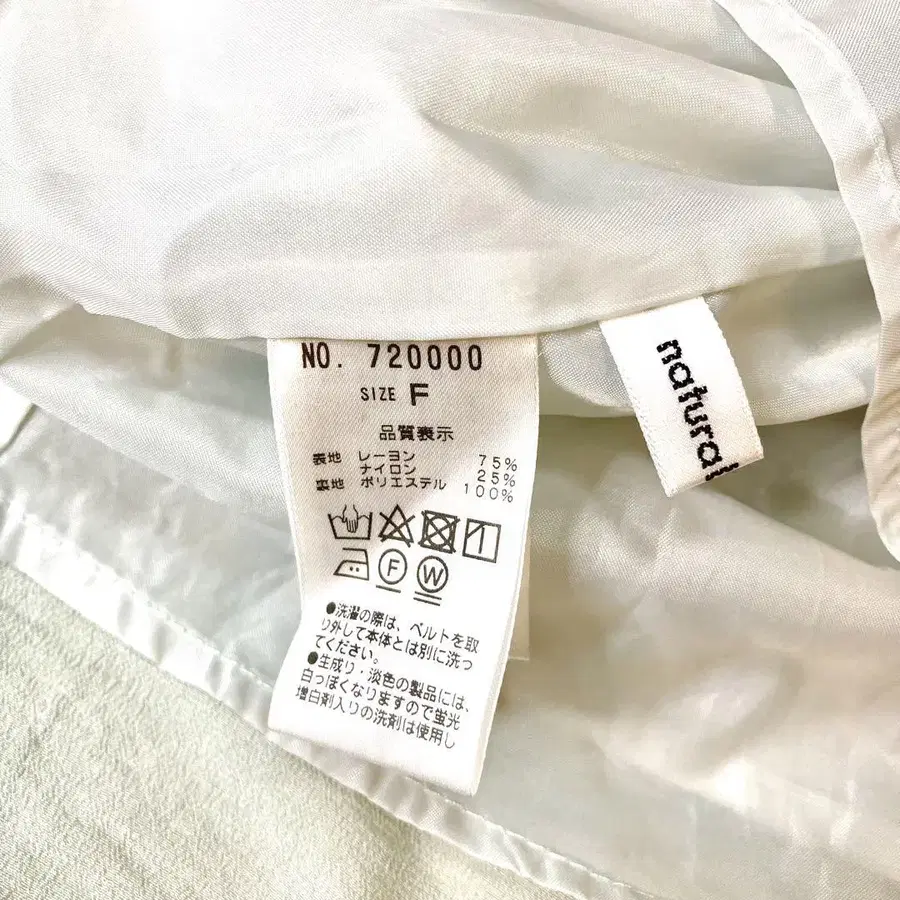 NO. 720000
SIZE F
品質表示
表地 レーヨン 75%
ナイロン 25%
裏地 ポリエステル 100%
F W
●洗濯の際は、ベルトを取
り外して本体とは別に洗っ
てください。
●生成り・淡色の製品には、
白っぽくなりますので蛍光
増白剤入りの洗剤は使用し
natural